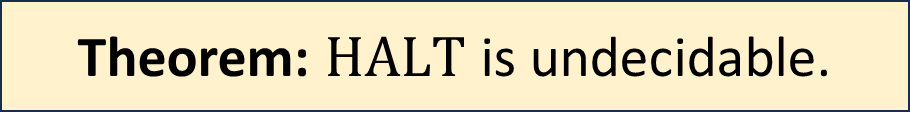 Theorem: HALT is undecidable.